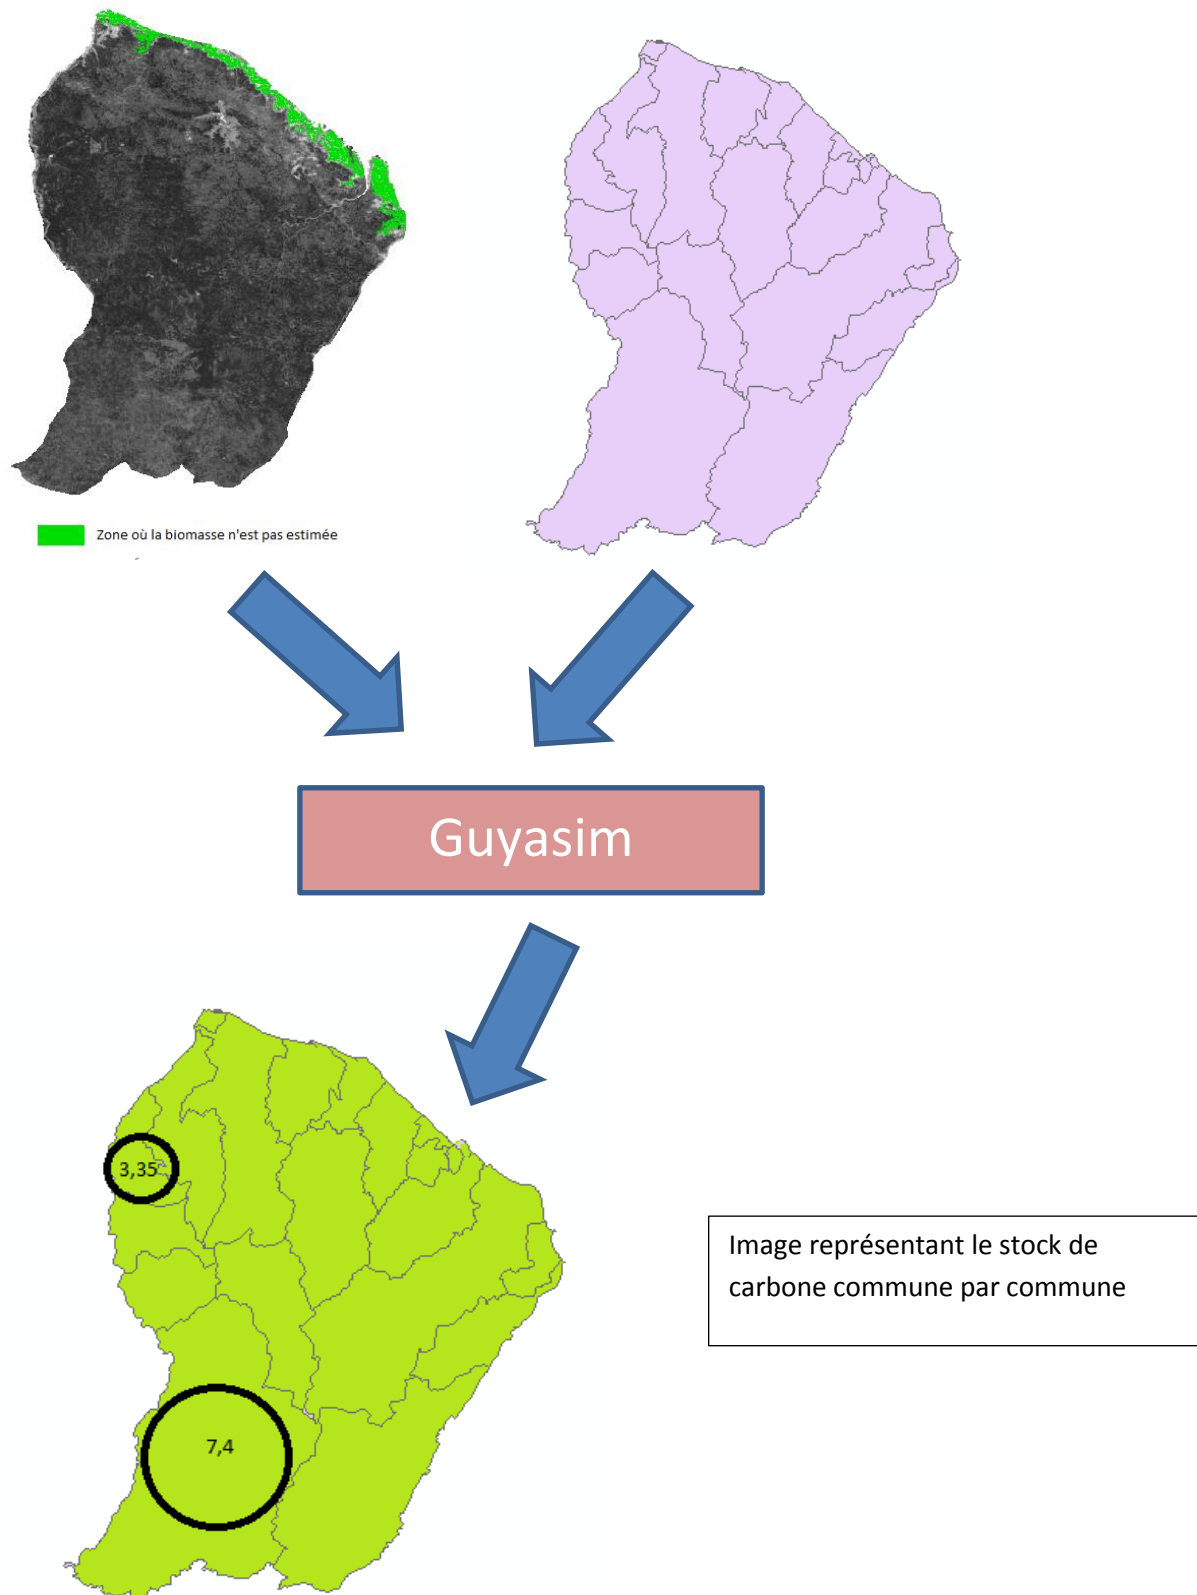 Zone où la biomasse n'est pas estimée
Guyasim
3,35
Image représentant le stock de
carbone commune par commune
7,4